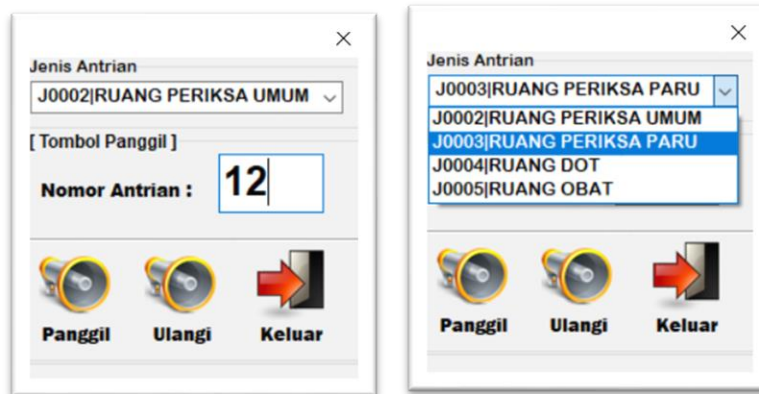 Jenis Antrian
J0002|RUANG PERIKSA UMUM
[ Tombol Panggil ]
Nomor Antrian : 12
Panggil Ulangi Keluar
Jenis Antrian
J0003|RUANG PERIKSA PARU
J0002|RUANG PERIKSA UMUM
J0003|RUANG PERIKSA PARU
J0004|RUANG DOT
J0005|RUANG OBAT
Panggil Ulangi Keluar